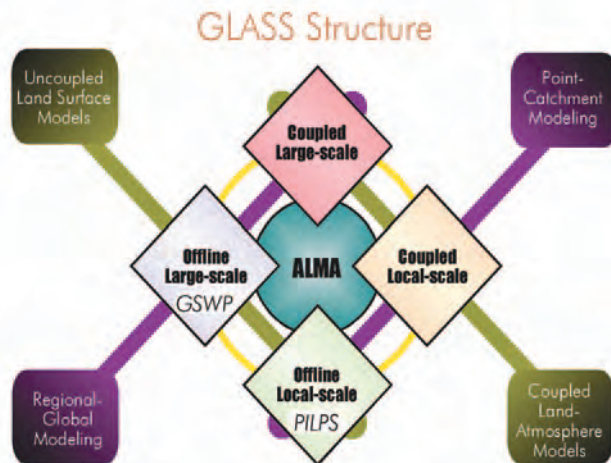 GLASS Structure
Uncoupled
Land Surface
Models
Point-
Catchment
Modeling
Coupled
Large-scale
Offline
Large-scale
GSWP
ALMA
Coupled
Local-scale
Offline
Local-scale
PILPS
Regional-
Global
Modeling
Coupled
Land-
Atmosphere
Models